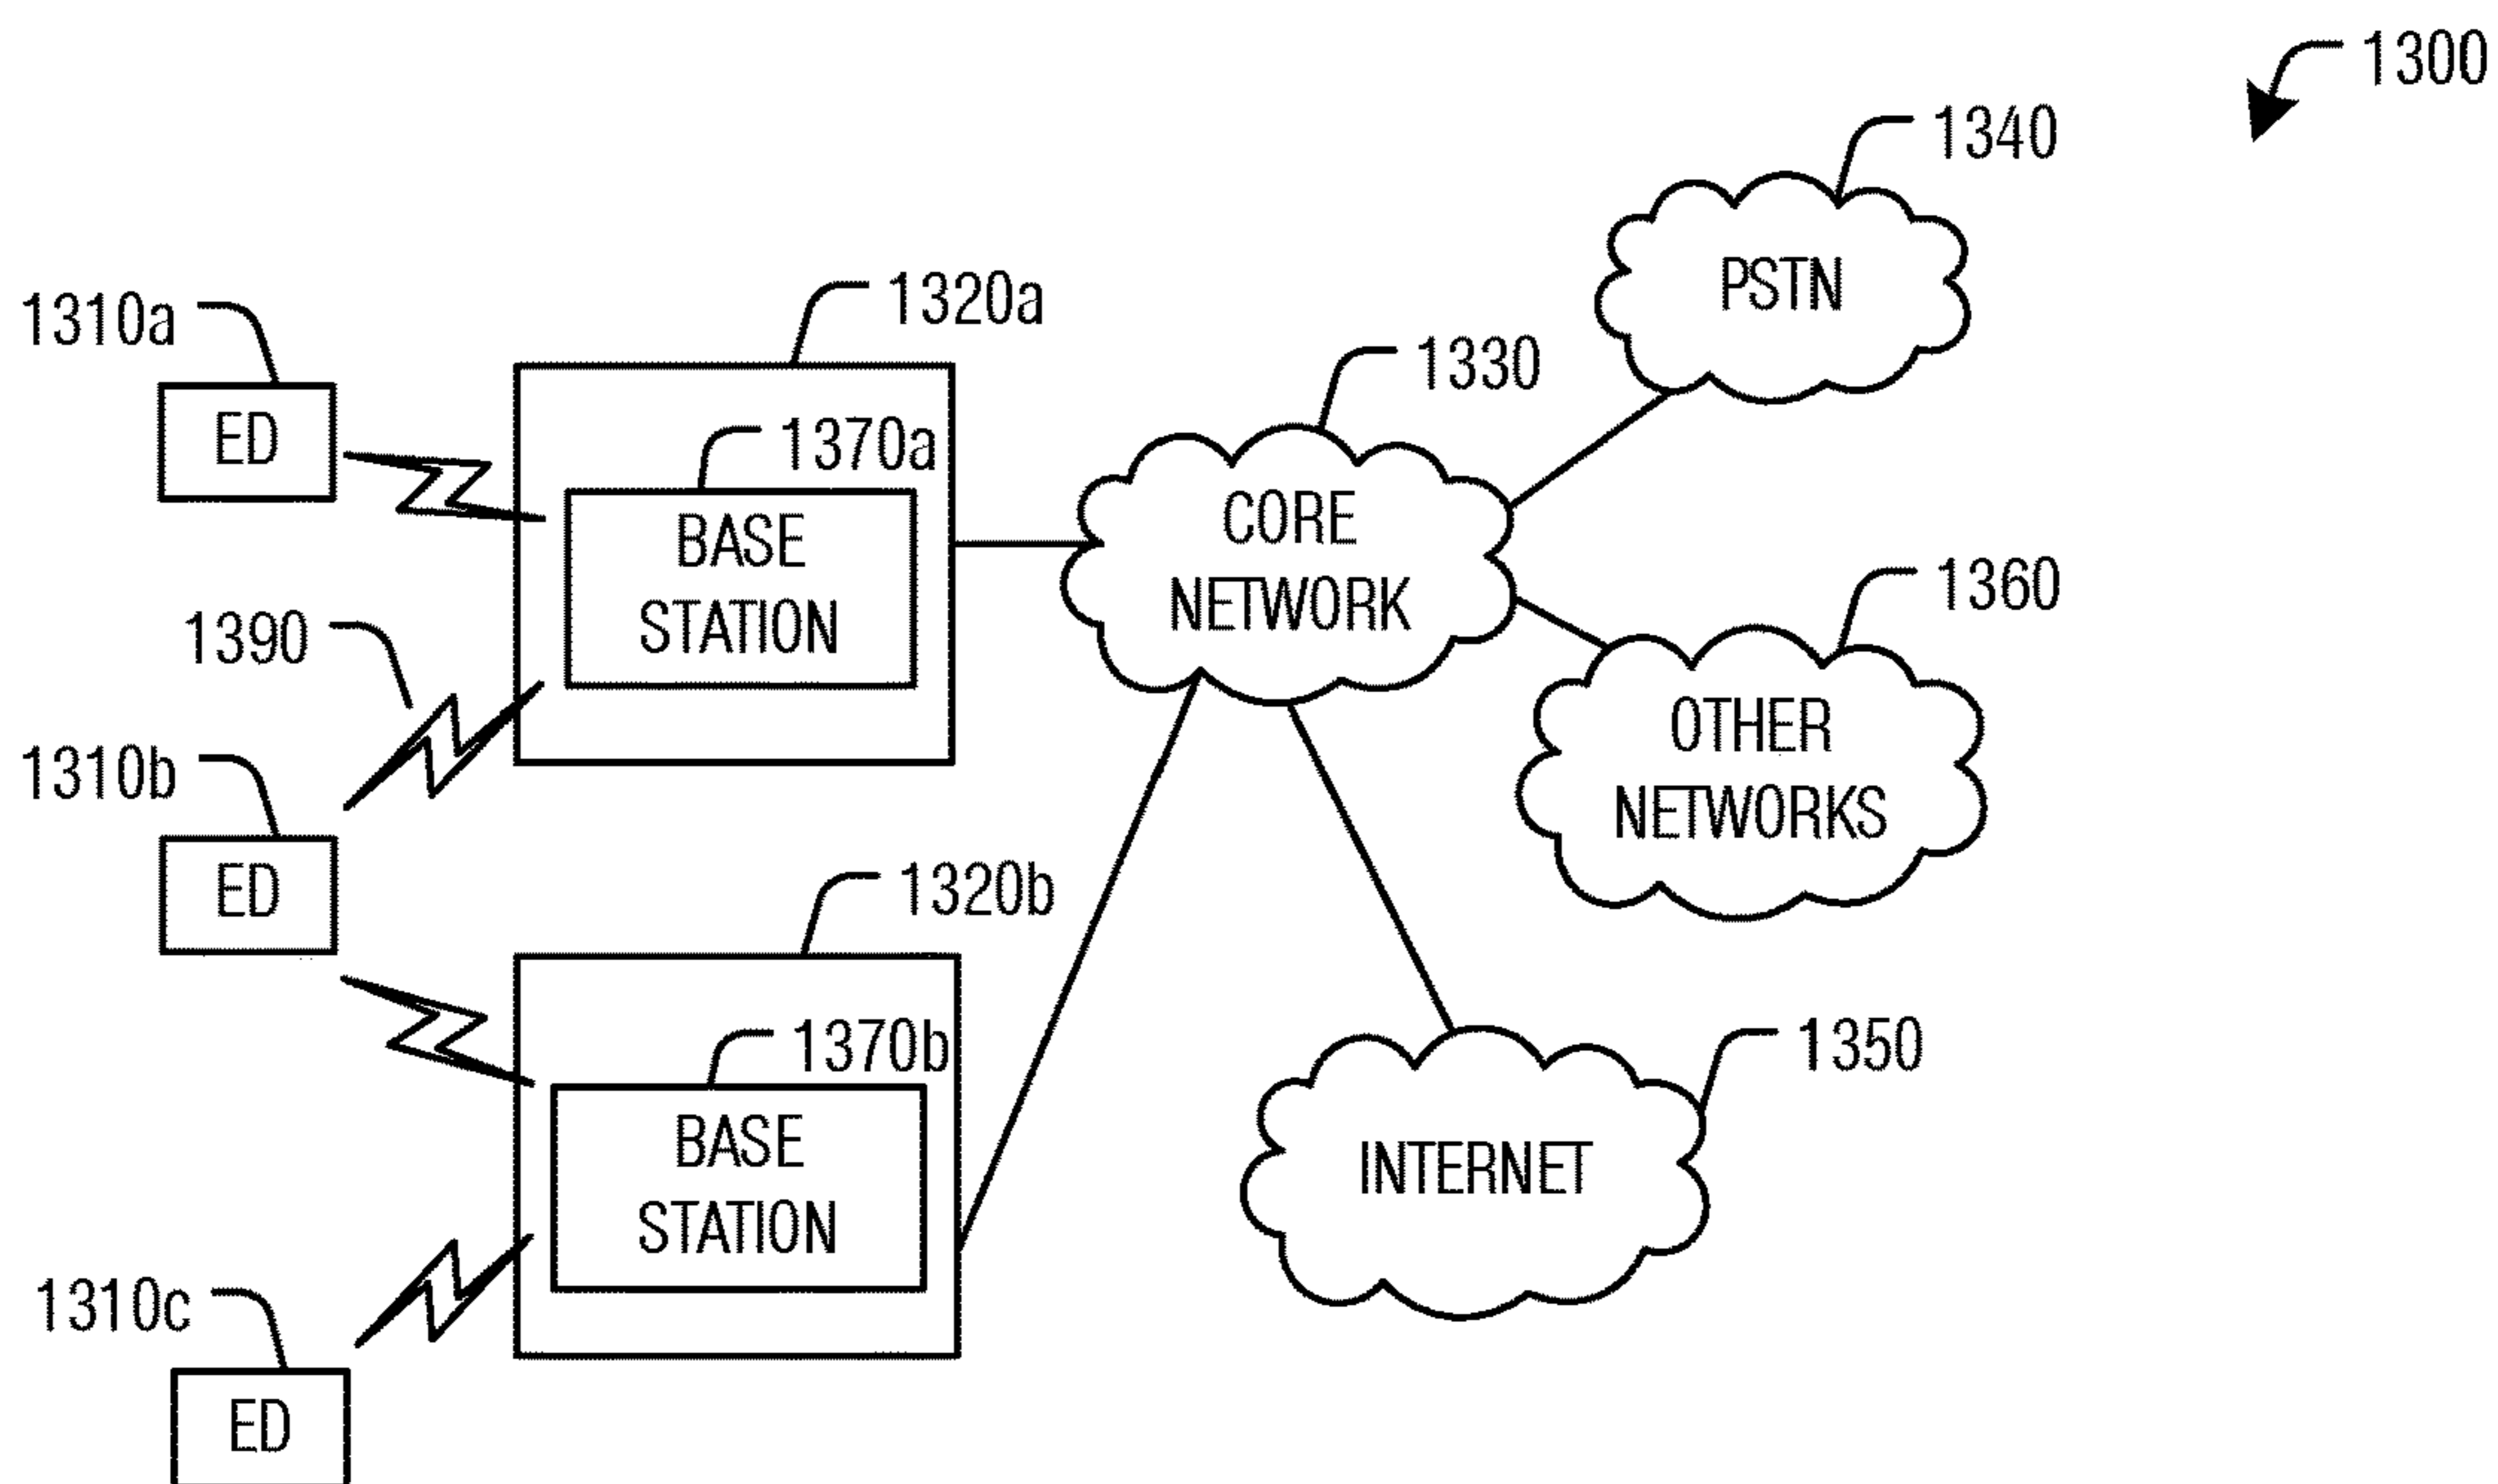 1300
1340
PSTN
1320a
1310a
1330
ED
1370a
CORE
NETWORK
BASE
STATION
1360
1390
OTHER
NETWORKS
1310b
ED
1320b
1350
1370b
BASE
STATION
INTERNET
1310c
ED